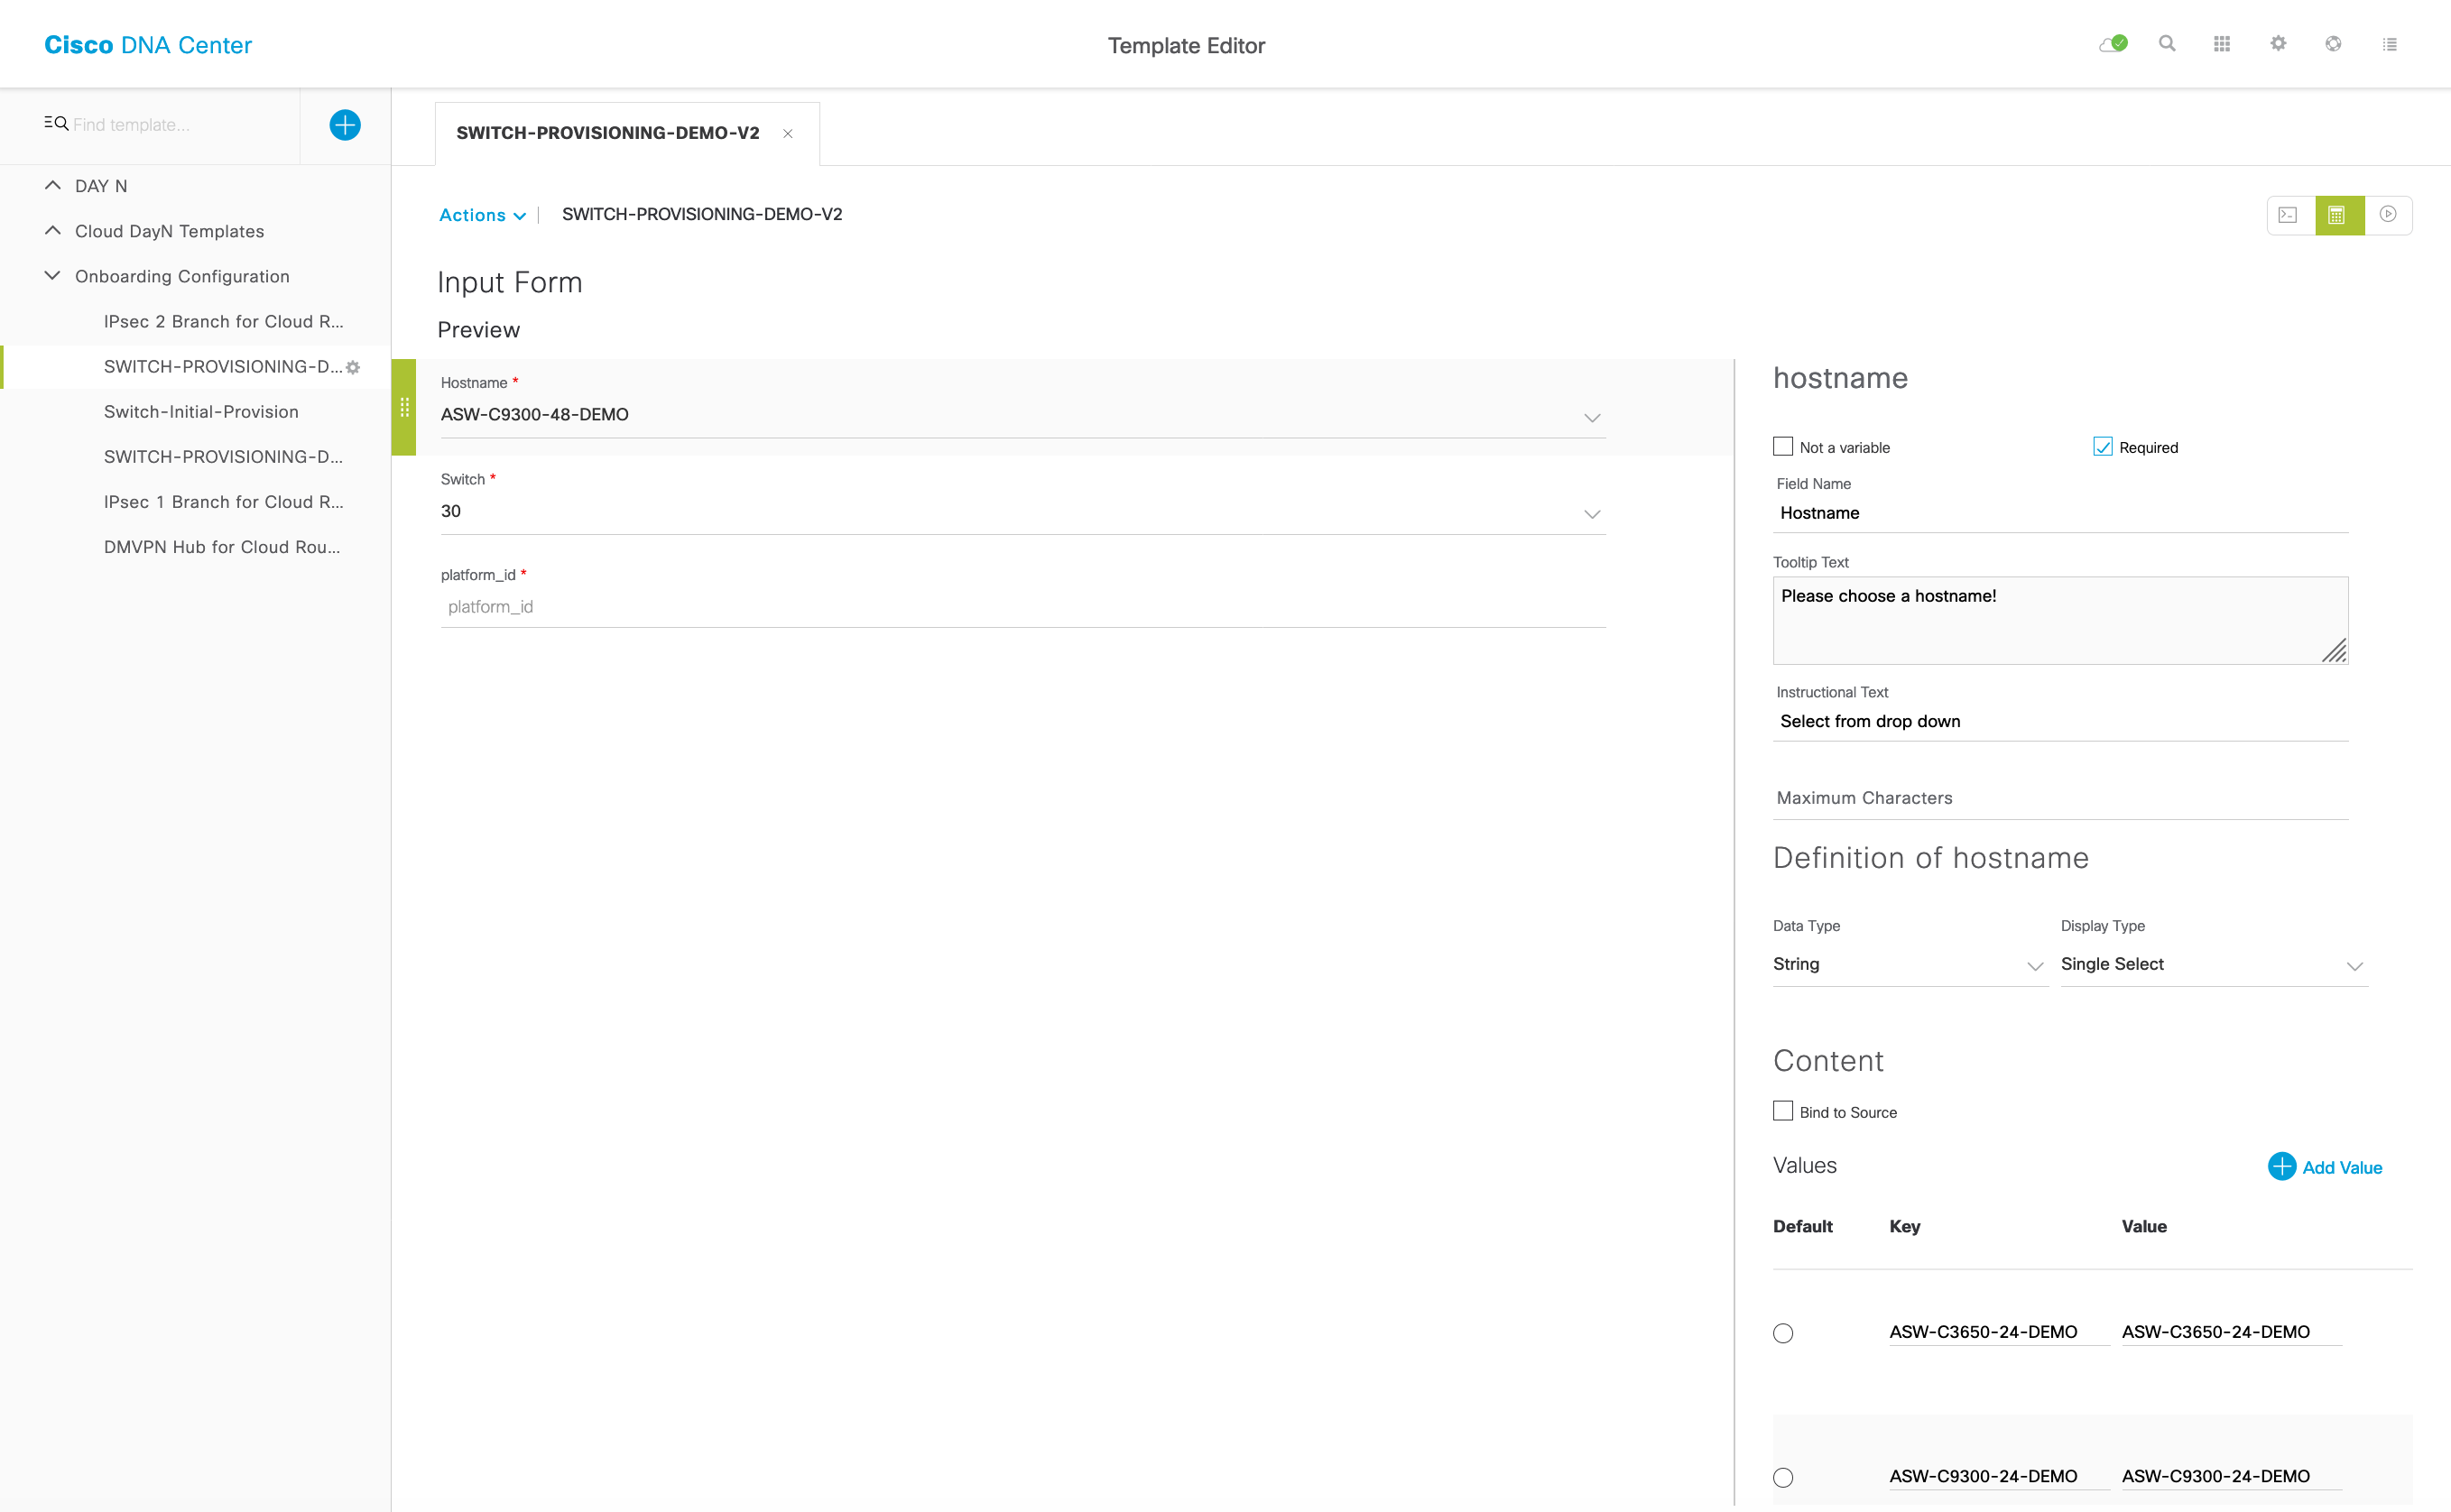 Cisco DNA Center
Template Editor
Find template...
DAY N
Cloud DayN Templates
Onboarding Configuration
IPsec 2 Branch for Cloud R...
SWITCH-PROVISIONING-D...
Switch-Initial-Provision
SWITCH-PROVISIONING-D...
IPsec 1 Branch for Cloud R...
DMVPN Hub for Cloud Rou...
SWITCH-PROVISIONING-DEMO-V2
Actions | SWITCH-PROVISIONING-DEMO-V2
Input Form
Preview
Hostname *
ASW-C9300-48-DEMO
Switch *
30
platform_id *
platform_id
hostname
Not a variable
Required
Field Name
Hostname
Tooltip Text
Please choose a hostname!
Instructional Text
Select from drop down
Maximum Characters
Definition of hostname
Data Type Display Type
String Single Select
Content
Bind to Source
Values Add Value
Default Key Value
ASW-C3650-24-DEMO ASW-C3650-24-DEMO
ASW-C9300-24-DEMO ASW-C9300-24-DEMO